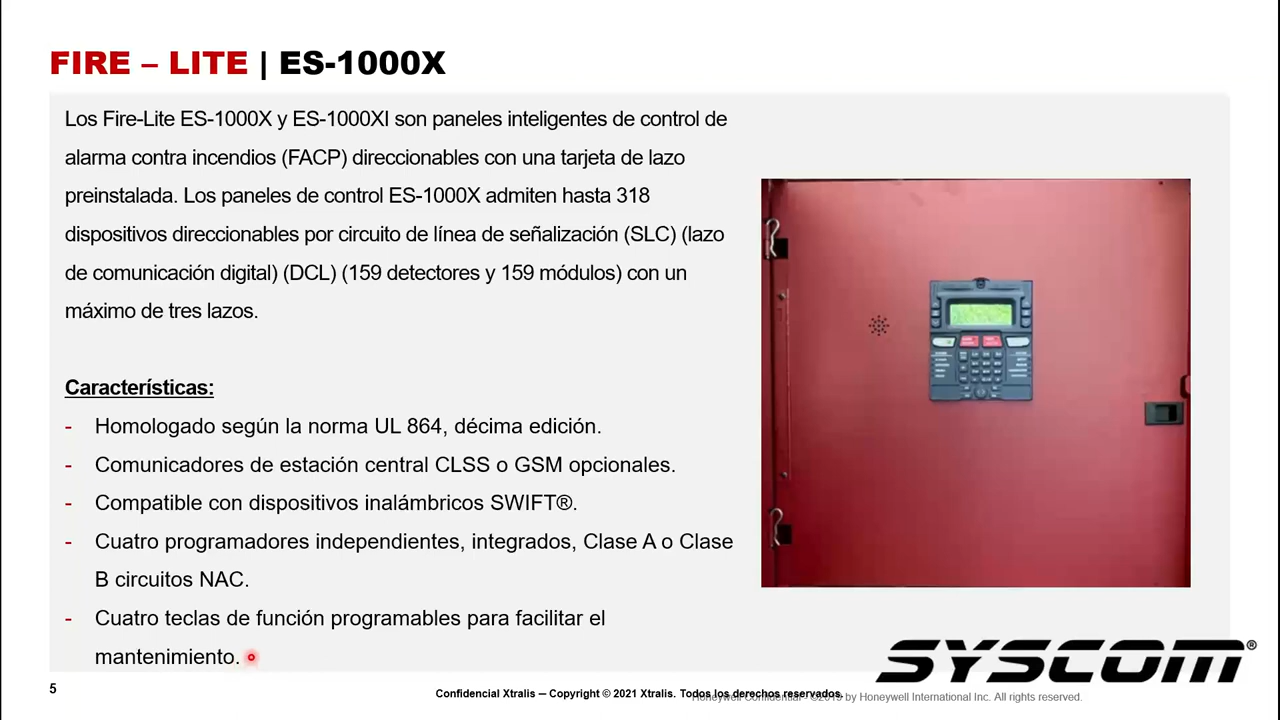 FIRE – LITE | ES-1000X
Los Fire-Lite ES-1000X y ES-1000XI son paneles inteligentes de control de
alarma contra incendios (FACP) direccionables con una tarjeta de lazo
preinstalada. Los paneles de control ES-1000X admiten hasta 318
dispositivos direccionables por circuito de línea de señalización (SLC) (lazo
de comunicación digital) (DCL) (159 detectores y 159 módulos) con un
máximo de tres lazos.
Características:
- Homologado según la norma UL 864, décima edición.
- Comunicadores de estación central CLSS o GSM opcionales.
- Compatible con dispositivos inalámbricos SWIFT®.
- Cuatro programadores independientes, integrados, Clase A o Clase
B circuitos NAC.
- Cuatro teclas de función programables para facilitar el
mantenimiento.
SYSCOM®
5
Confidencial Xtralis — Copyright © 2021 Xtralis. Todos los derechos reservados.
Honeywell Confidential - ©2019 by Honeywell International Inc. All rights reserved.